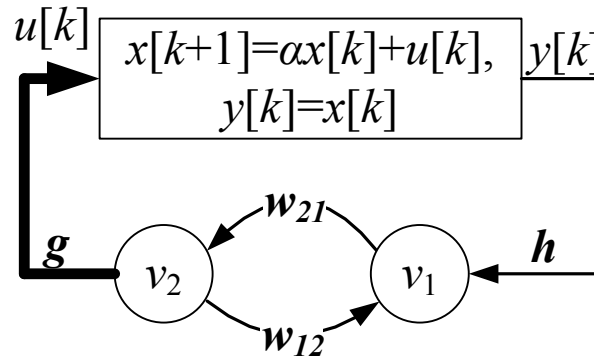 u[k]
x[k+1]=αx[k]+u[k],
y[k]=x[k]
y[k]
w21
g
v2
v1
h
w12